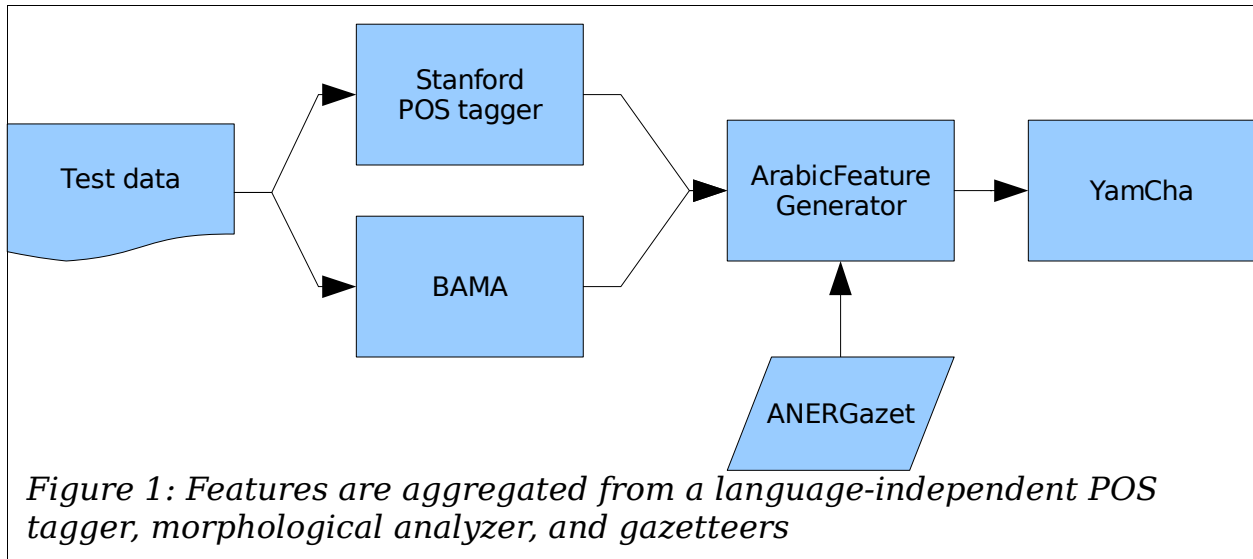 Stanford
POS tagger
Test data
ArabicFeature
Generator
YamCha
BAMA
ANERGazet
Figure 1: Features are aggregated from a language-independent POS
tagger, morphological analyzer, and gazetteers